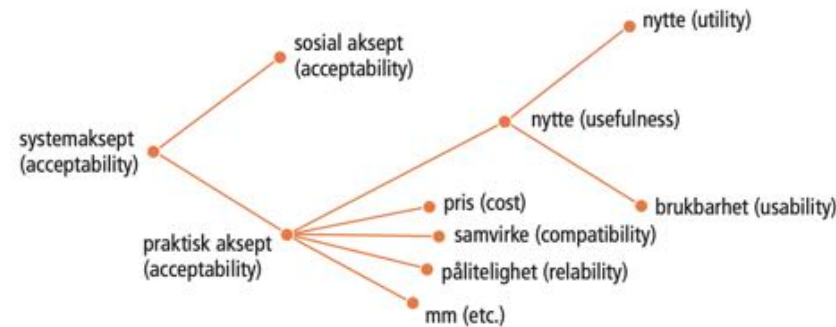 nytte (utility)
sosial aksept
(acceptability)
nytte (usefulness)
systemaksept
(acceptability)
pris (cost)
brukbarhet (usability)
samvirke (compatibility)
praktisk aksept
(acceptability)
pålitelighet (relability)
mm (etc.)